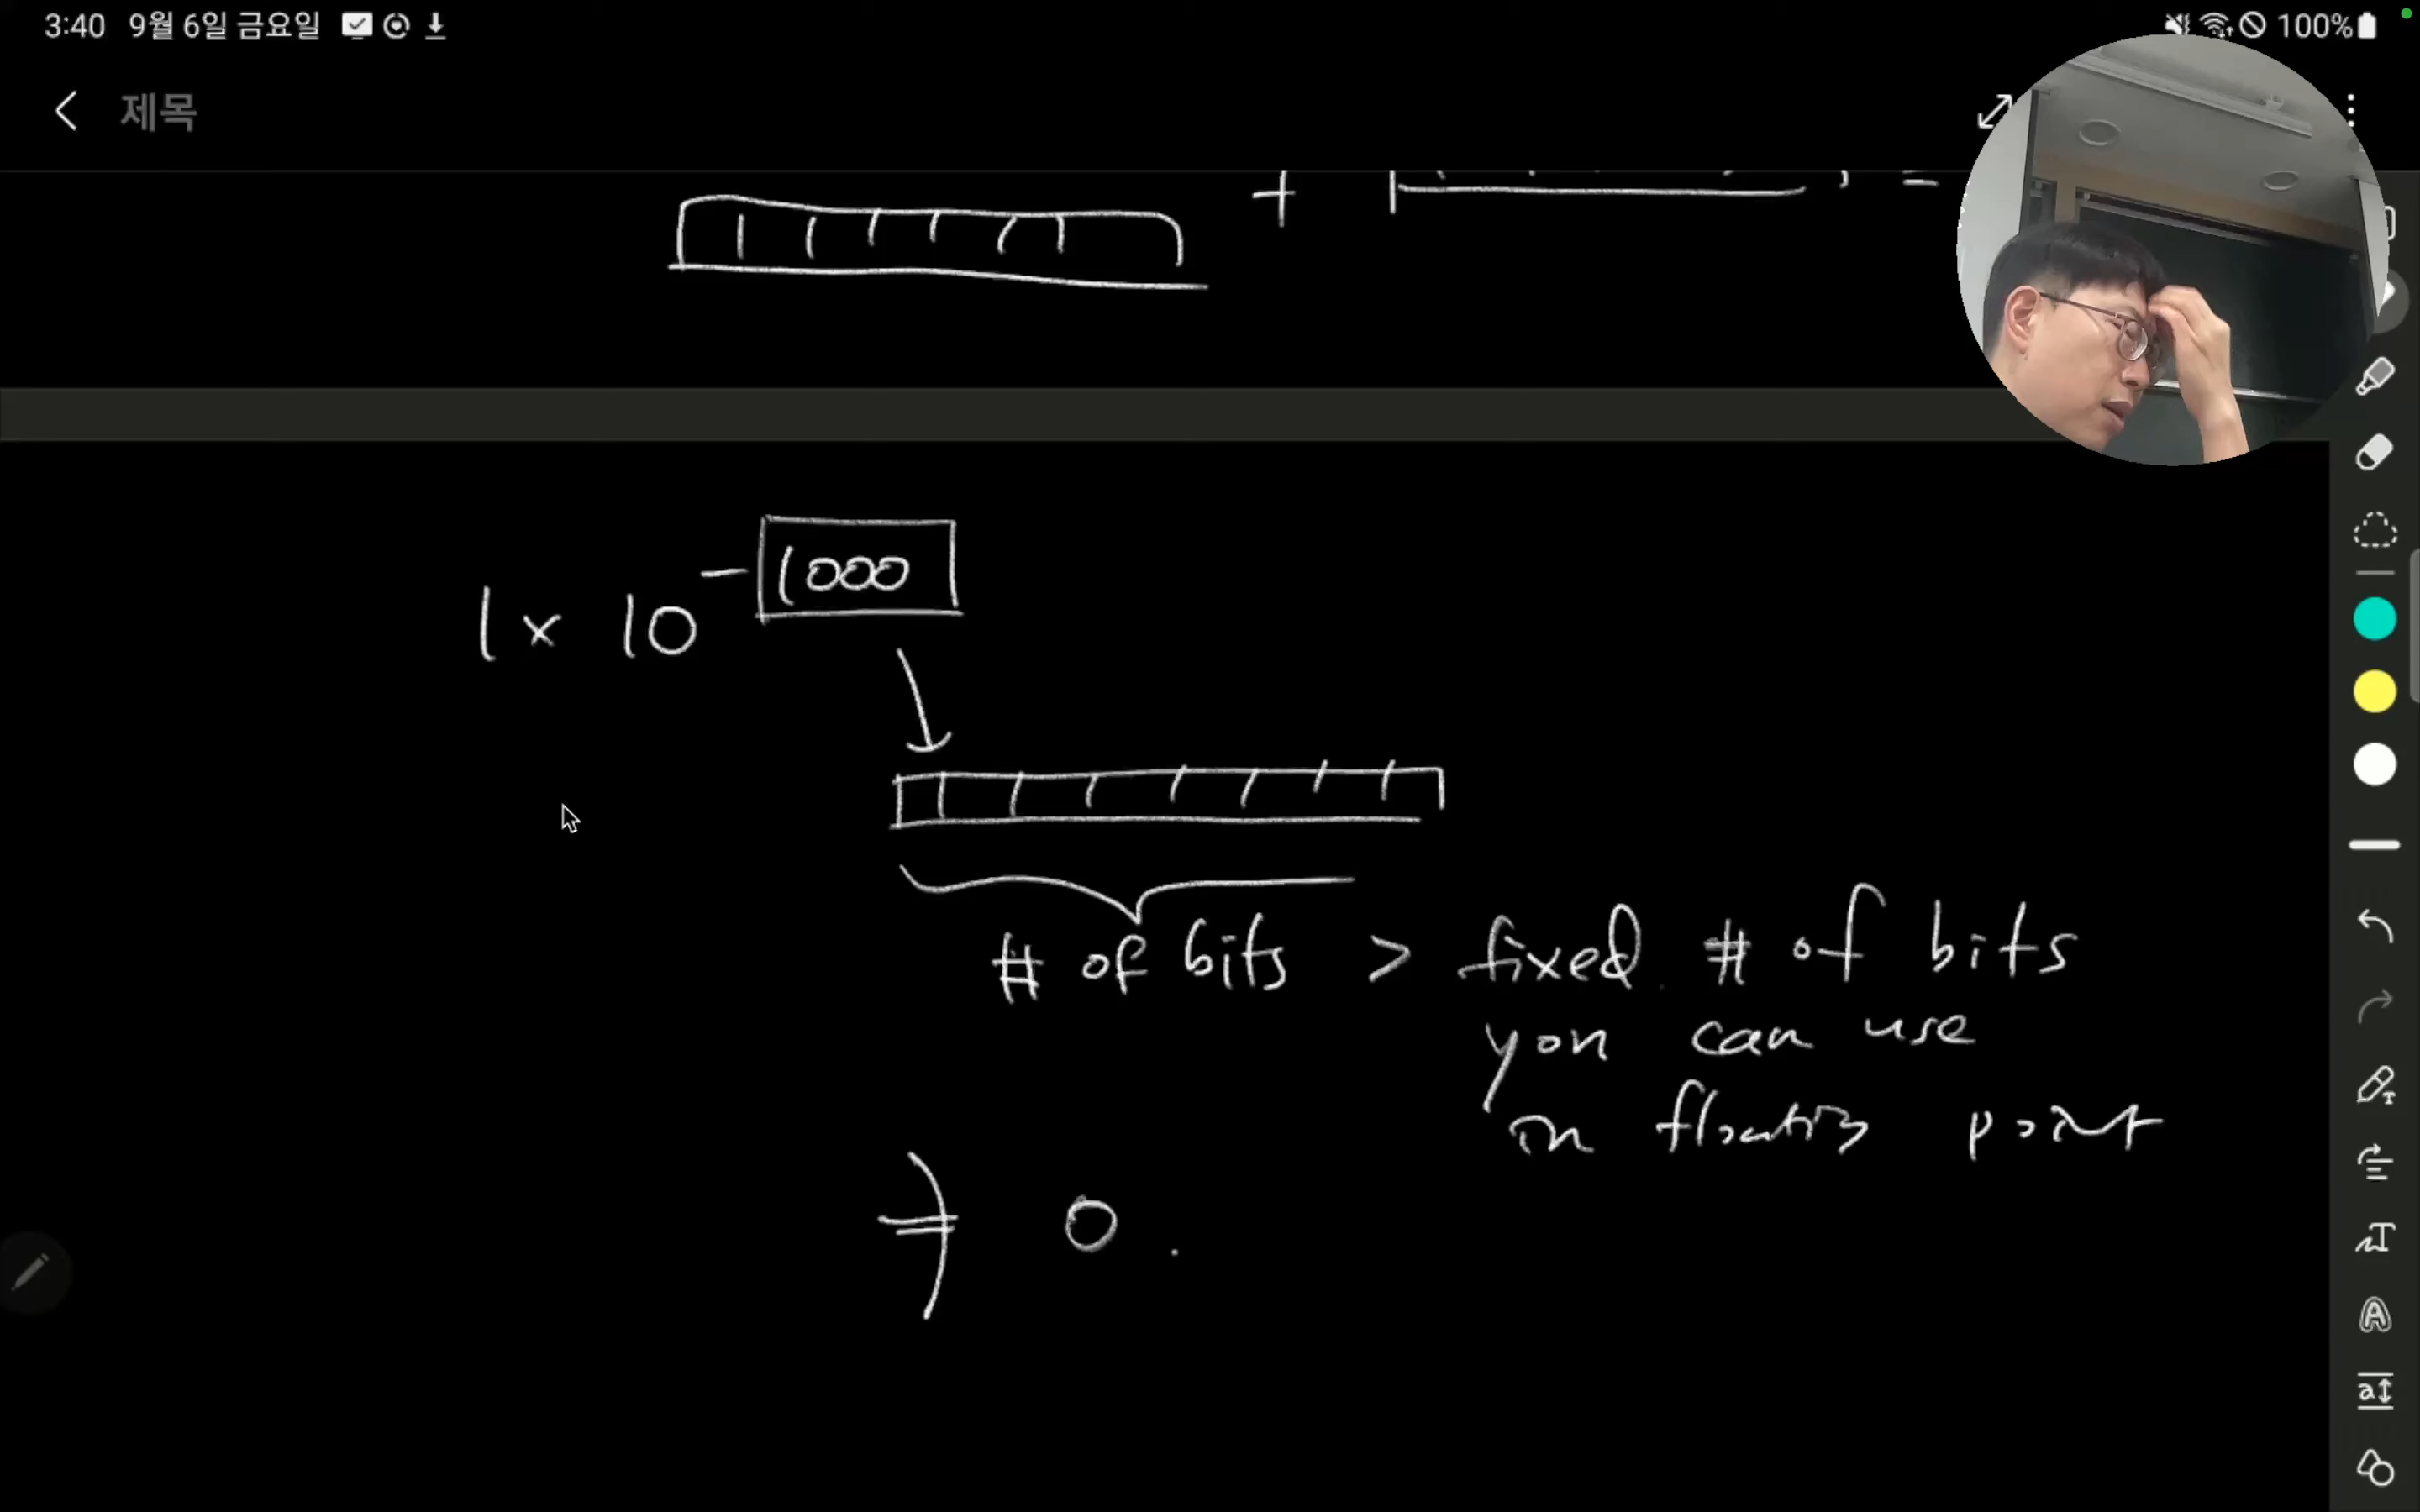 3:40 9월 6일 금요일 100%
제목
+
1 × 10 - 1000
# of bits > fixed # of bits
you can use
in floating point
0.